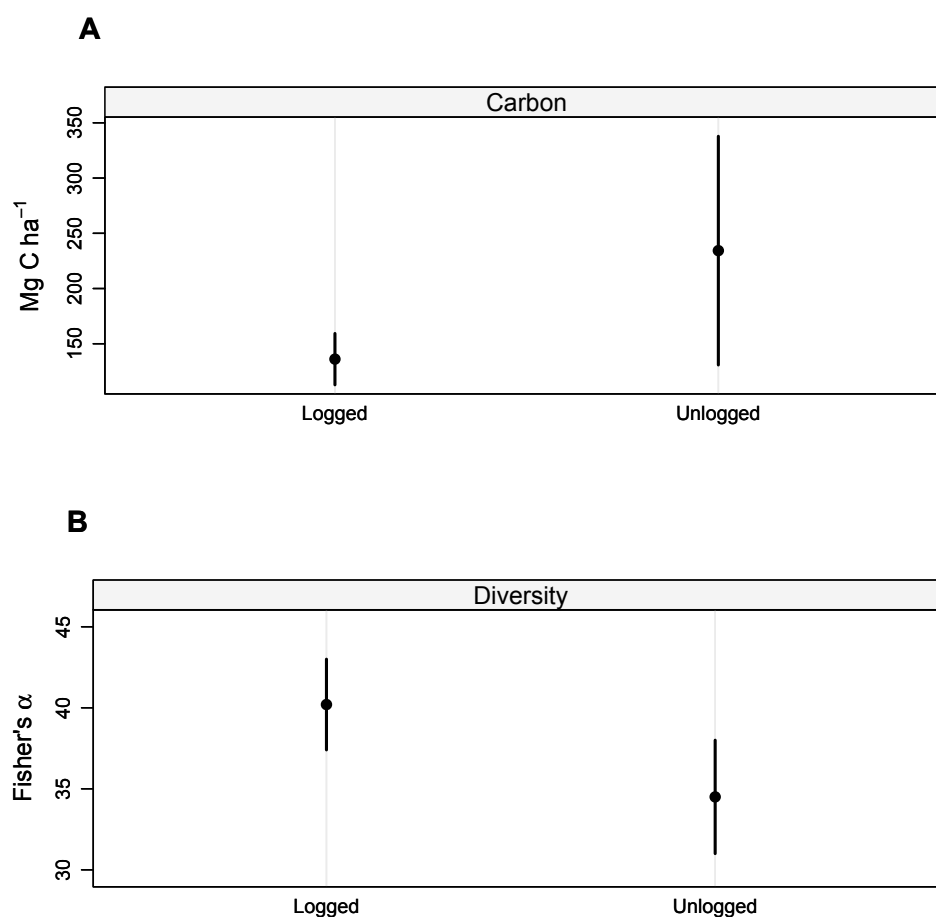 A
Carbon
350
300
250
200
150
Mg C ha⁻¹
Logged Unlogged
B
Diversity
45
40
35
30
Fisher's α
Logged Unlogged